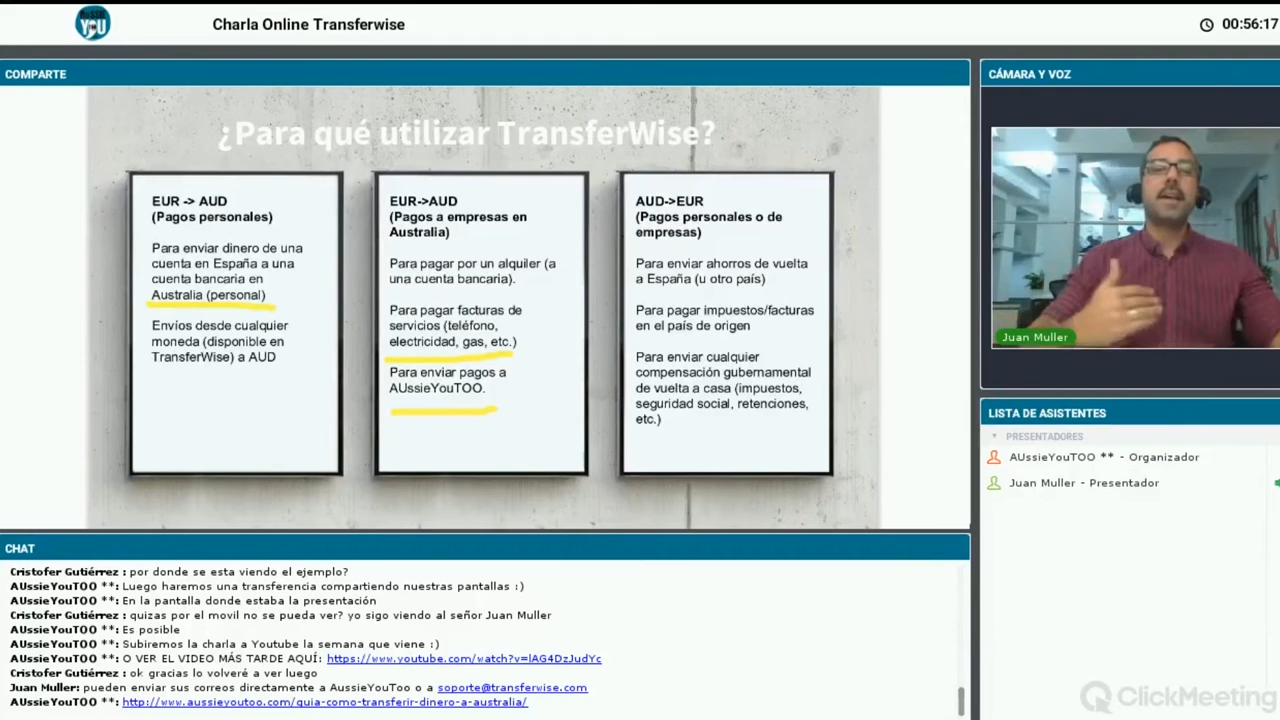 AUSSIE
YOU
TOO
Charla Online Transferwise
00:56:17
COMPARTE
¿Para qué utilizar TransferWise?
EUR -> AUD
(Pagos personales)
Para enviar dinero de una
cuenta en España a una
cuenta bancaria en
Australia (personal)
Envíos desde cualquier
moneda (disponible en
TransferWise) a AUD
EUR->AUD
(Pagos a empresas en
Australia)
Para pagar por un alquiler (a
una cuenta bancaria).
Para pagar facturas de
servicios (teléfono,
electricidad, gas, etc.)
Para enviar pagos a
AUssieYouTOO.
AUD->EUR
(Pagos personales o de
empresas)
Para enviar ahorros de vuelta
a España (u otro país)
Para pagar impuestos/facturas
en el país de origen
Para enviar cualquier
compensación gubernamental
de vuelta a casa (impuestos,
seguridad social, retenciones,
etc.)
CÁMARA Y VOZ
Juan Muller
LISTA DE ASISTENTES
PRESENTADORES
AUssieYouTOO ** - Organizador
Juan Muller - Presentador
CHAT
Cristofer Gutiérrez : por donde se esta viendo el ejemplo?
AUssieYouTOO **: Luego haremos una transferencia compartiendo nuestras pantallas :)
AUssieYouTOO **: En la pantalla donde estaba la presentación
Cristofer Gutiérrez : quizas por el movil no se pueda ver? yo sigo viendo al señor Juan Muller
AUssieYouTOO **: Es posible
AUssieYouTOO **: Subiremos la charla a Youtube la semana que viene :)
AUssieYouTOO **: O VER EL VIDEO MÁS TARDE AQUÍ: https://www.youtube.com/watch?v=lAG4DzJudYc
Cristofer Gutiérrez : ok gracias lo volveré a ver luego
Juan Muller: pueden enviar sus correos directamente a AussieYouToo o a soporte@transferwise.com
AUssieYouTOO **: http://www.aussieyoutoo.com/guia-como-transferir-dinero-a-australia/
ClickMeeting